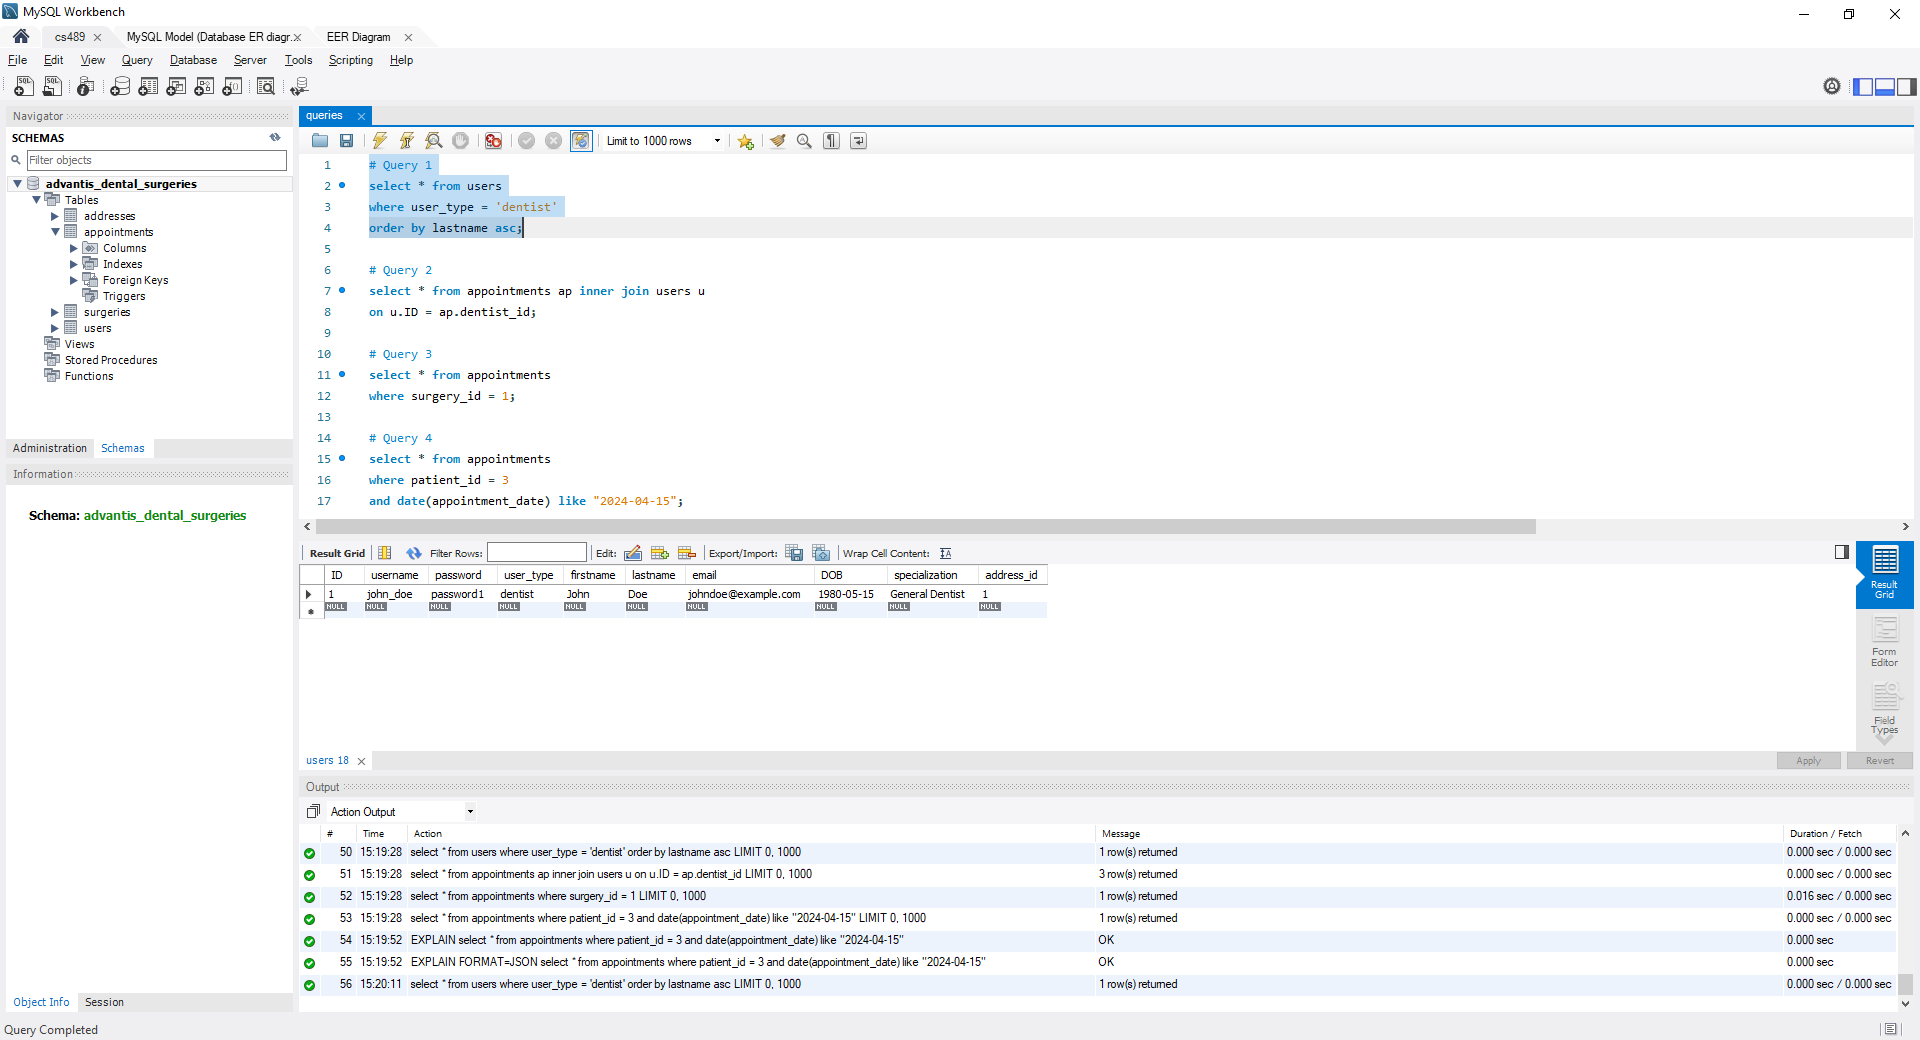 MySQL Workbench
cs489
MySQL Model (Database ER diagr...
EER Diagram
File Edit View Query Database Server Tools Scripting Help
Navigator
SCHEMAS
Filter objects
advantis_dental_surgeries
Tables
addresses
appointments
Columns
Indexes
Foreign Keys
Triggers
surgeries
users
Views
Stored Procedures
Functions
Administration Schemas
Information
Schema: advantis_dental_surgeries
Object Info Session
queries
Limit to 1000 rows
1 # Query 1
2 select * from users
3 where user_type = 'dentist'
4 order by lastname asc;
5
6 # Query 2
7 select * from appointments ap inner join users u
8 on u.ID = ap.dentist_id;
9
10 # Query 3
11 select * from appointments
12 where surgery_id = 1;
13
14 # Query 4
15 select * from appointments
16 where patient_id = 3
17 and date(appointment_date) like "2024-04-15";
Result Grid Filter Rows: Edit: Export/Import: Wrap Cell Content:
ID username password user_type firstname lastname email DOB specialization address_id
1 john_doe password1 dentist John Doe johndoe@example.com 1980-05-15 General Dentist 1
NULL NULL NULL NULL NULL NULL NULL NULL NULL NULL
Result Grid
Form Editor
Field Types
users 18
Apply Revert
Output
Action Output
# Time Action Message Duration / Fetch
50 15:19:28 select * from users where user_type = 'dentist' order by lastname asc LIMIT 0, 1000 1 row(s) returned 0.000 sec / 0.000 sec
51 15:19:28 select * from appointments ap inner join users u on u.ID = ap.dentist_id LIMIT 0, 1000 3 row(s) returned 0.000 sec / 0.000 sec
52 15:19:28 select * from appointments where surgery_id = 1 LIMIT 0, 1000 1 row(s) returned 0.016 sec / 0.000 sec
53 15:19:28 select * from appointments where patient_id = 3 and date(appointment_date) like "2024-04-15" LIMIT 0, 1000 1 row(s) returned 0.000 sec / 0.000 sec
54 15:19:52 EXPLAIN select * from appointments where patient_id = 3 and date(appointment_date) like "2024-04-15" OK 0.000 sec
55 15:19:52 EXPLAIN FORMAT=JSON select * from appointments where patient_id = 3 and date(appointment_date) like "2024-04-15" OK 0.000 sec
56 15:20:11 select * from users where user_type = 'dentist' order by lastname asc LIMIT 0, 1000 1 row(s) returned 0.000 sec / 0.000 sec
Query Completed